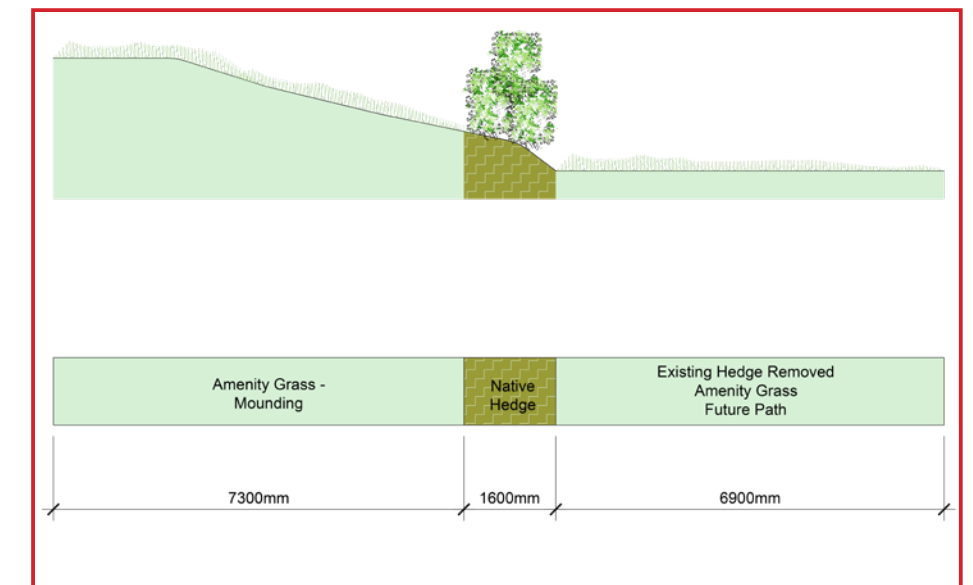 Amenity Grass -
Mounding
Native
Hedge
Existing Hedge Removed
Amenity Grass
Future Path
7300mm
1600mm
6900mm